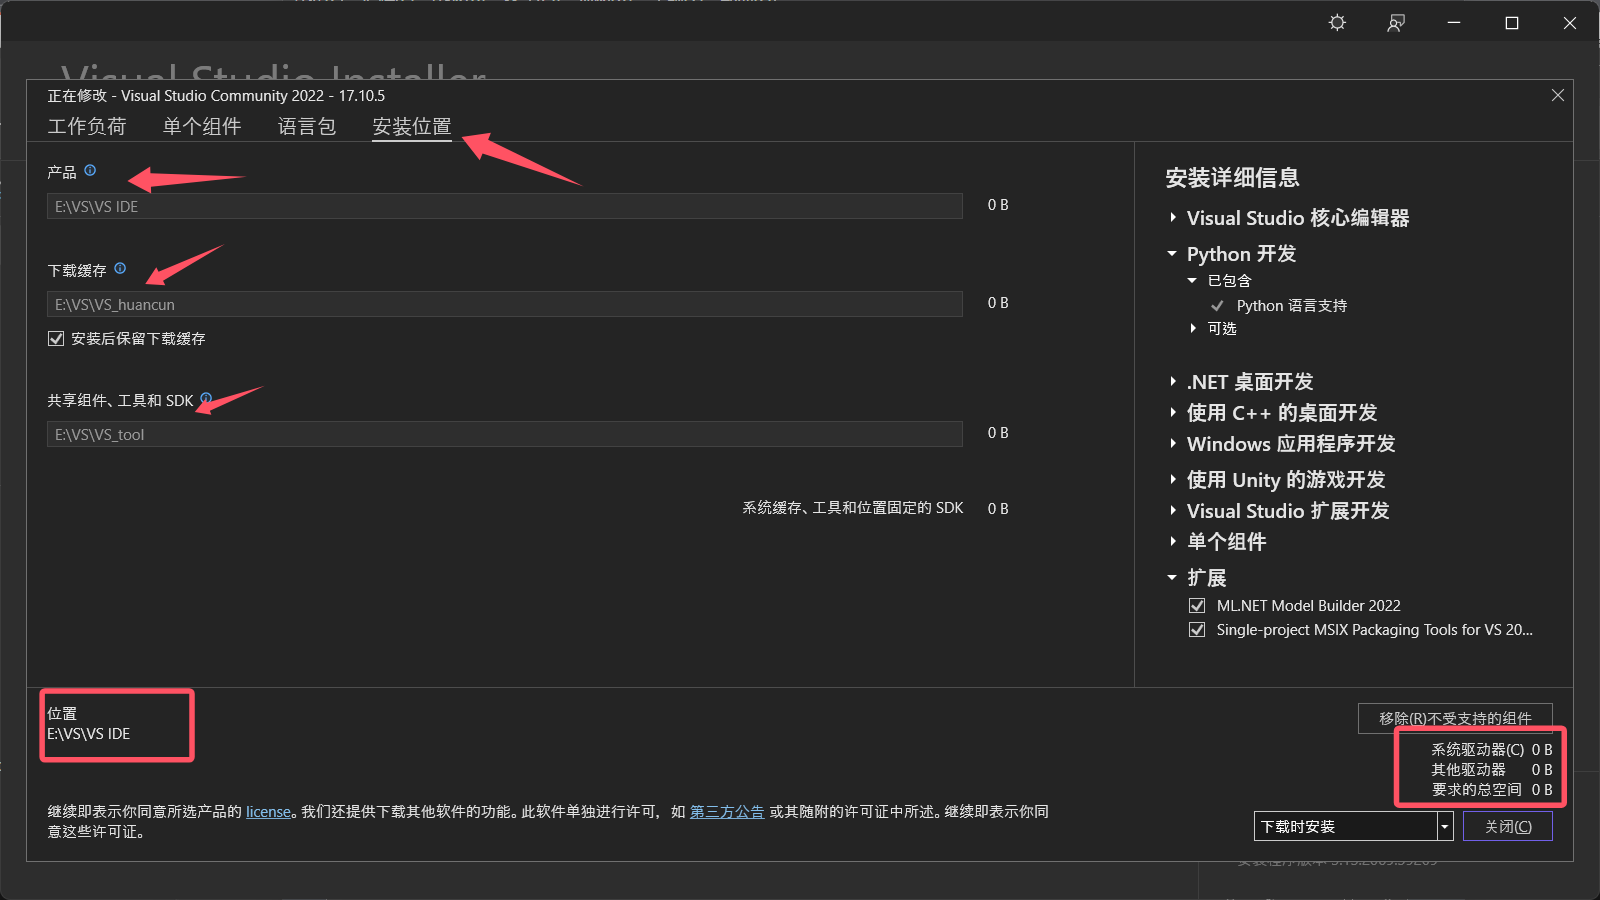 Visual Studio Installer
正在修改 - Visual Studio Community 2022 - 17.10.5
工作负荷 单个组件 语言包 安装位置
产品
E:\VS\VS IDE 0 B
下载缓存
E:\VS\VS_huancun 0 B
安装后保留下载缓存
共享组件、工具和 SDK
E:\VS\VS_tool 0 B
系统缓存、工具和位置固定的 SDK 0 B
安装详细信息
Visual Studio 核心编辑器
Python 开发
已包含
Python 语言支持
可选
.NET 桌面开发
使用 C++ 的桌面开发
Windows 应用程序开发
使用 Unity 的游戏开发
Visual Studio 扩展开发
单个组件
扩展
ML.NET Model Builder 2022
Single-project MSIX Packaging Tools for VS 20...
位置
E:\VS\VS IDE
移除(R)不受支持的组件
系统驱动器(C) 0 B
其他驱动器 0 B
要求的总空间 0 B
继续即表示你同意所选产品的 license。我们还提供下载其他软件的功能。此软件单独进行许可，如 第三方公告 或其随附的许可证中所述。继续即表示你同
意这些许可证。
下载时安装
关闭(C)